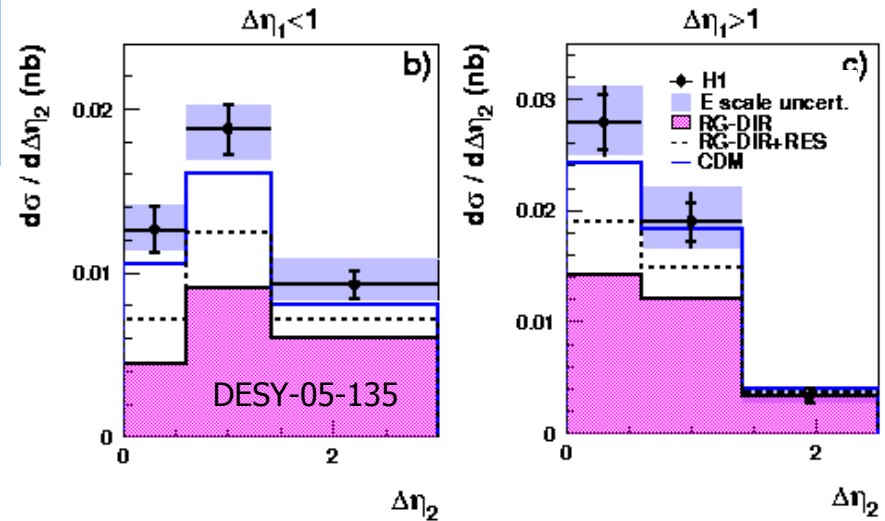 Δη₁<1
b)
dσ / dΔη₂ (nb)
0.02
0.01
0
DESY-05-135
0
2
Δη₂
Δη₁>1
c)
dσ / dΔη₂ (nb)
H1
E scale uncert.
RG-DIR
RG-DIR+RES
CDM
0.03
0.02
0.01
0
0
2
Δη₂